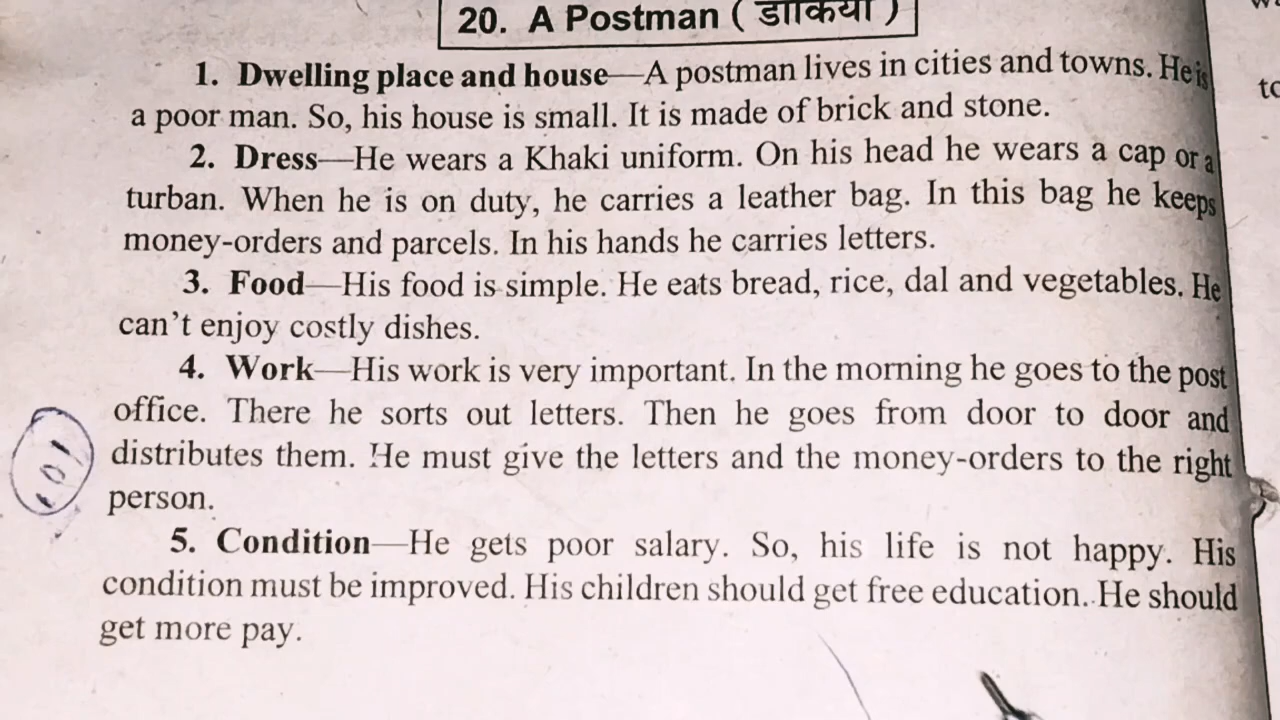 20. A Postman ( डाकिया )
1. Dwelling place and house—A postman lives in cities and towns. He is
a poor man. So, his house is small. It is made of brick and stone.
2. Dress—He wears a Khaki uniform. On his head he wears a cap or a
turban. When he is on duty, he carries a leather bag. In this bag he keeps
money-orders and parcels. In his hands he carries letters.
3. Food—His food is simple. He eats bread, rice, dal and vegetables. He
can't enjoy costly dishes.
4. Work—His work is very important. In the morning he goes to the post
office. There he sorts out letters. Then he goes from door to door and
distributes them. He must give the letters and the money-orders to the right
person.
5. Condition—He gets poor salary. So, his life is not happy. His
condition must be improved. His children should get free education. He should
get more pay.